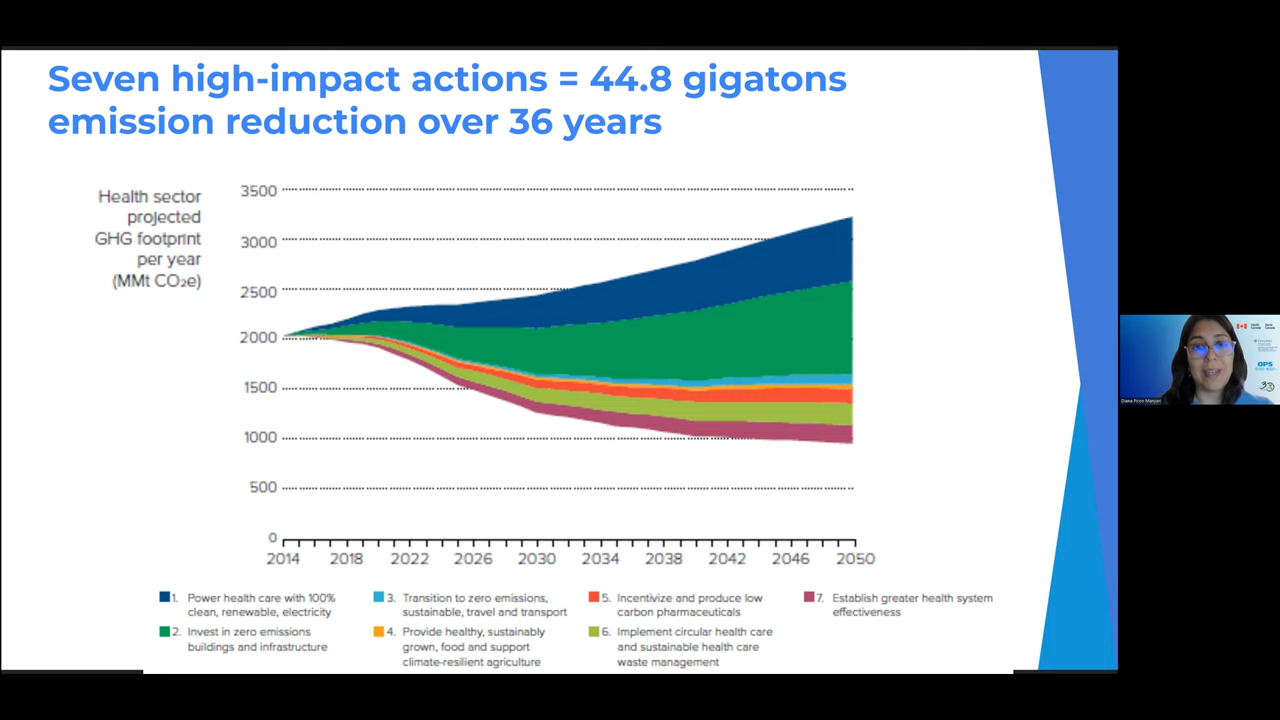 Seven high-impact actions = 44.8 gigatons
emission reduction over 36 years
Health sector
projected
GHG footprint
per year
(MMt CO₂e)
3500
3000
2500
2000
1500
1000
500
0
2014 2018 2022 2026 2030 2034 2038 2042 2046 2050
1. Power health care with 100%
clean, renewable, electricity
2. Invest in zero emissions
buildings and infrastructure
3. Transition to zero emissions,
sustainable, travel and transport
4. Provide healthy, sustainably
grown, food and support
climate-resilient agriculture
5. Incentivize and produce low
carbon pharmaceuticals
6. Implement circular health care
and sustainable health care
waste management
7. Establish greater health system
effectiveness
OPS
Diana Picon Manyari